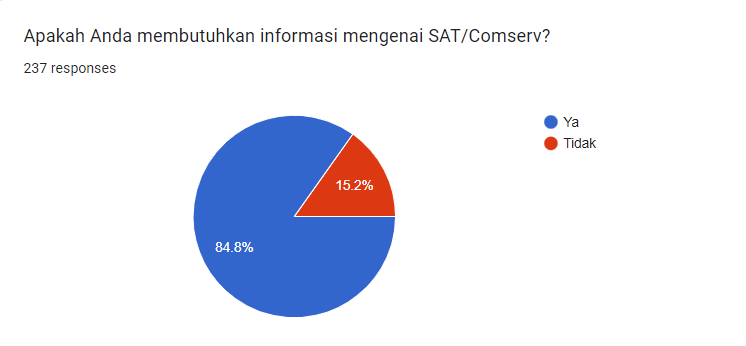 Apakah Anda membutuhkan informasi mengenai SAT/Comserv?
237 responses
Ya
Tidak
15.2%
84.8%